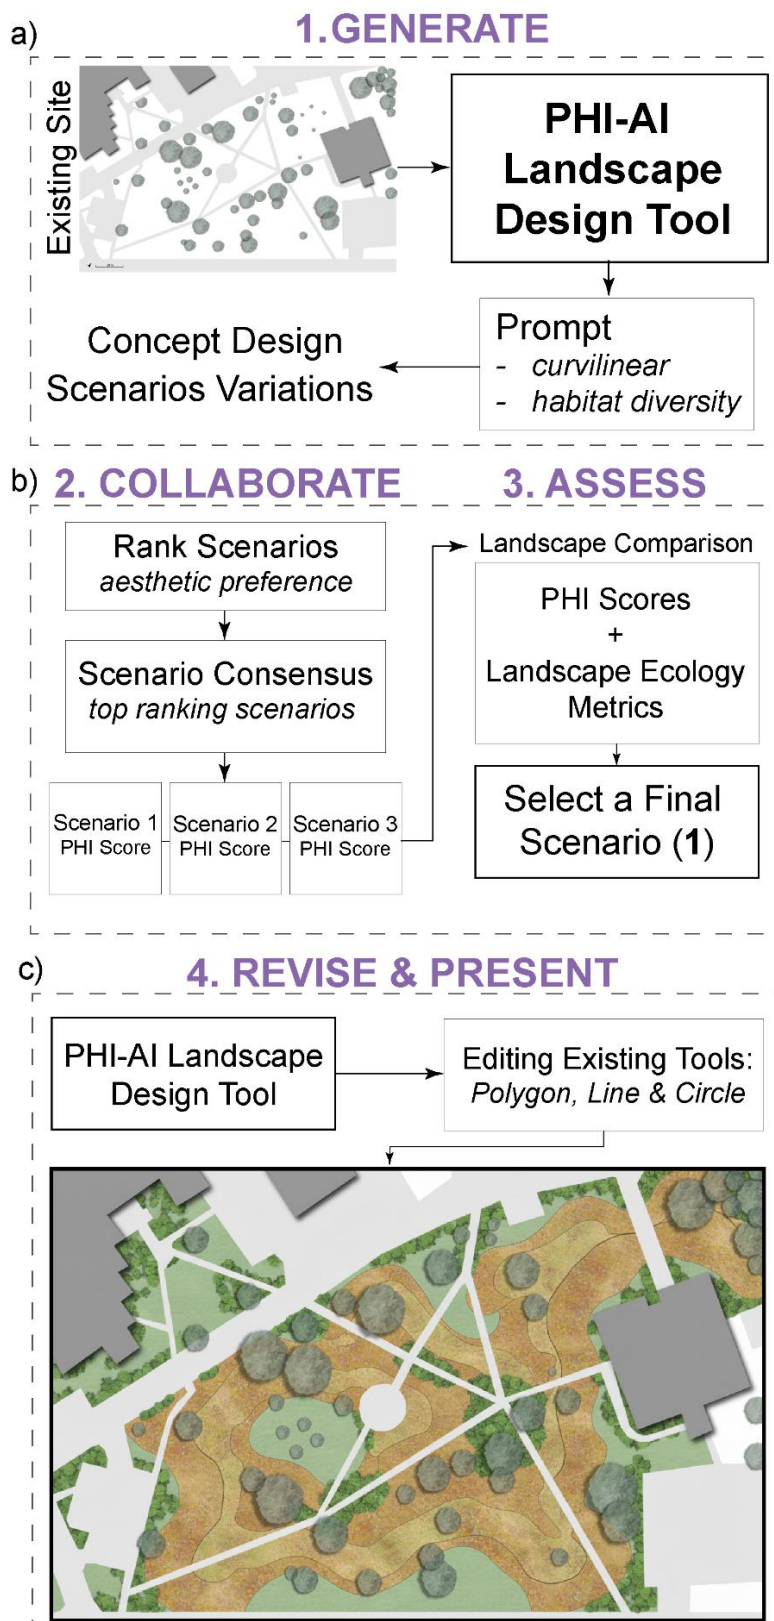 a)
1.GENERATE
Existing Site
PHI-AI
Landscape
Design Tool
Prompt
- curvilinear
- habitat diversity
Concept Design
Scenarios Variations
b)
2. COLLABORATE
3. ASSESS
Rank Scenarios
aesthetic preference
Scenario Consensus
top ranking scenarios
Scenario 1
PHI Score
Scenario 2
PHI Score
Scenario 3
PHI Score
Landscape Comparison
PHI Scores
+
Landscape Ecology
Metrics
Select a Final
Scenario (1)
c)
4. REVISE & PRESENT
PHI-AI Landscape
Design Tool
Editing Existing Tools:
Polygon, Line & Circle